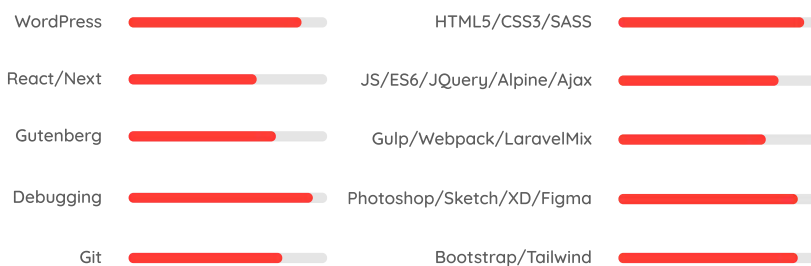 WordPress
React/Next
Gutenberg
Debugging
Git
HTML5/CSS3/SASS
JS/ES6/JQuery/Alpine/Ajax
Gulp/Webpack/LaravelMix
Photoshop/Sketch/XD/Figma
Bootstrap/Tailwind